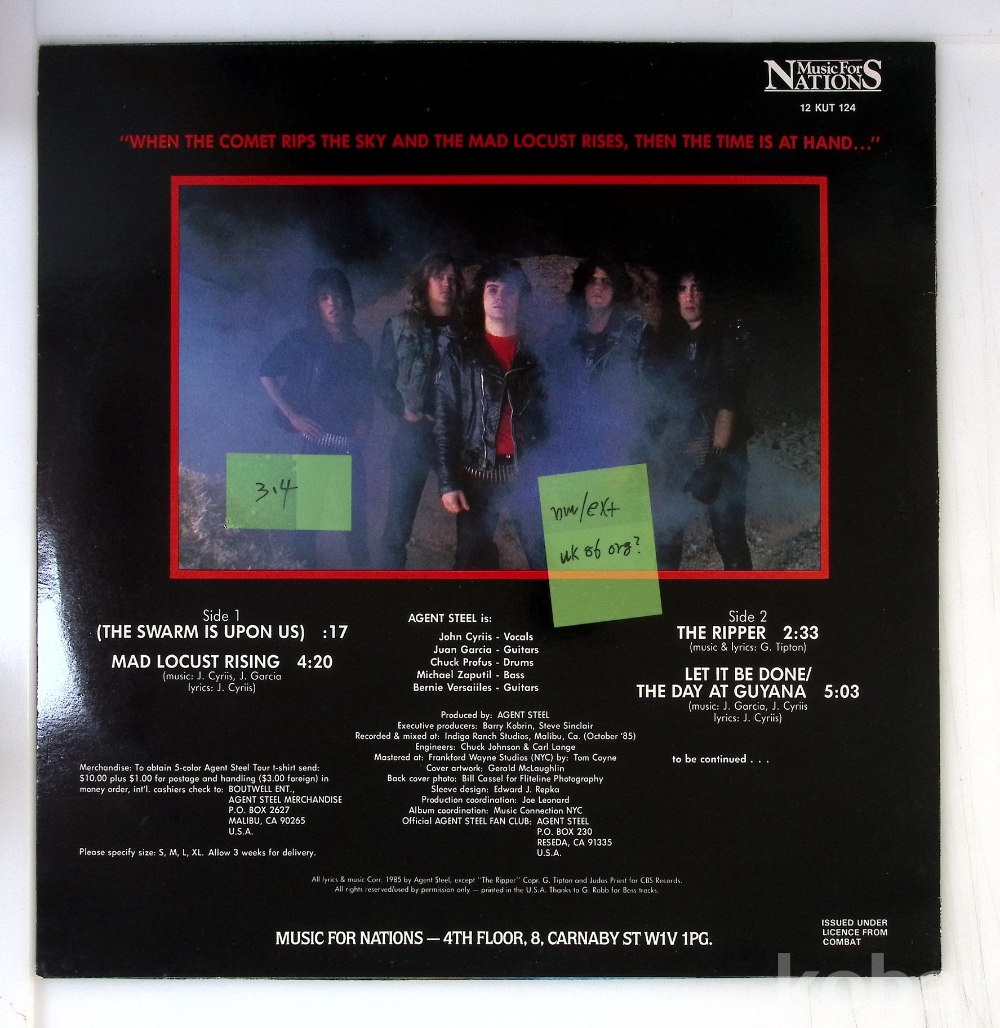 Music For
NATIONS
12 KUT 124
"WHEN THE COMET RIPS THE SKY AND THE MAD LOCUST RISES, THEN THE TIME IS AT HAND..."
3.4
nm/ext
uk 86 org?
Side 1
(THE SWARM IS UPON US) :17
MAD LOCUST RISING 4:20
(music: J. Cyriis, J. Garcia
lyrics: J. Cyriis)
AGENT STEEL is:
John Cyriis - Vocals
Juan Garcia - Guitars
Chuck Profus - Drums
Michael Zaputil - Bass
Bernie Versailles - Guitars
Side 2
THE RIPPER 2:33
(music & lyrics: G. Tipton)
LET IT BE DONE/
THE DAY AT GUYANA 5:03
(music: J. Garcia, J. Cyriis
lyrics: J. Cyriis)
to be continued . . .
Produced by: AGENT STEEL
Executive producers: Barry Kobrin, Steve Sinclair
Recorded & mixed at: Indigo Ranch Studios, Malibu, Ca. (October '85)
Engineers: Chuck Johnson & Carl Lange
Mastered at: Frankford Wayne Studios (NYC) by: Tom Coyne
Cover artwork: Gerald McLaughlin
Back cover photo: Bill Cassel for Fliteline Photography
Sleeve design: Edward J. Repka
Production coordination: Joe Leonard
Album coordination: Music Connection NYC
Official AGENT STEEL FAN CLUB: AGENT STEEL
P.O. BOX 230
RESEDA, CA 91335
U.S.A.
Merchandise: To obtain 5-color Agent Steel Tour t-shirt send:
$10.00 plus $1.00 for postage and handling ($3.00 foreign) in
money order, int'l. cashiers check to: BOUTWELL ENT.,
AGENT STEEL MERCHANDISE
P.O. BOX 2627
MALIBU, CA 90265
U.S.A.
Please specify size: S, M, L, XL. Allow 3 weeks for delivery.
All lyrics & music Corr. 1985 by Agent Steel, except "The Ripper" Copr. G. Tipton and Judas Priest for CBS Records.
All rights reserved/used by permission only — printed in the U.S.A. Thanks to G. Robb for Boss tracks.
MUSIC FOR NATIONS — 4TH FLOOR, 8, CARNABY ST W1V 1PG.
ISSUED UNDER
LICENCE FROM
COMBAT